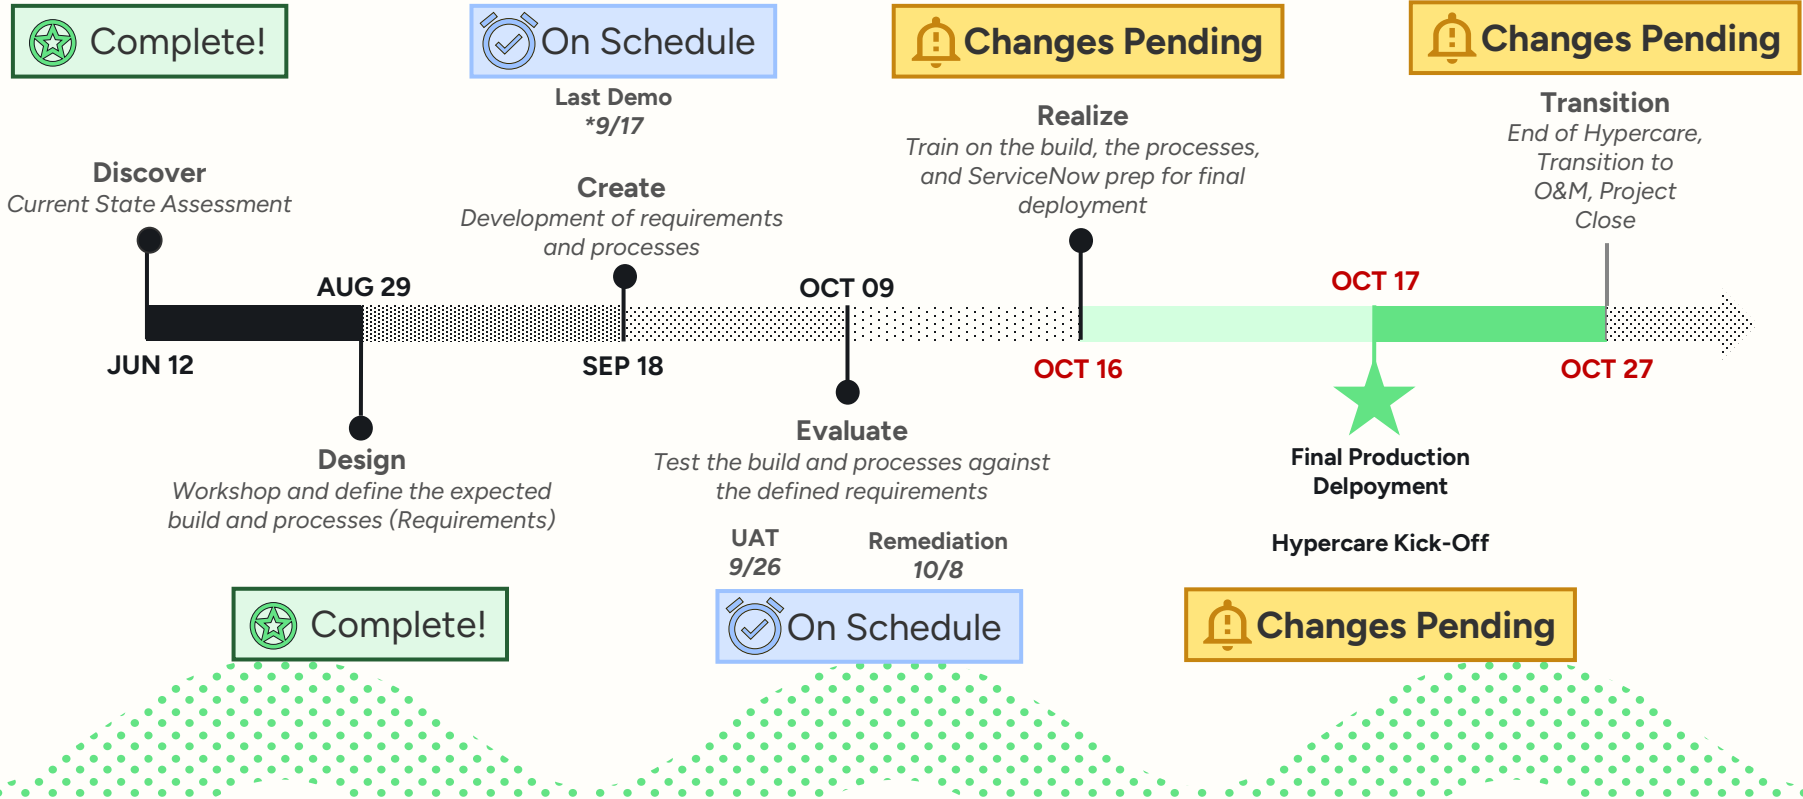 Complete!
On Schedule
Changes Pending
Changes Pending
Last Demo
*9/17
Discover
Current State Assessment
Create
Development of requirements
and processes
Realize
Train on the build, the processes,
and ServiceNow prep for final
deployment
Transition
End of Hypercare,
Transition to
O&M, Project
Close
AUG 29
OCT 09
OCT 17
JUN 12
SEP 18
OCT 16
OCT 27
Design
Workshop and define the expected
build and processes (Requirements)
Evaluate
Test the build and processes against
the defined requirements
UAT
9/26
Remediation
10/8
Final Production
Delpoyment
Hypercare Kick-Off
Complete!
On Schedule
Changes Pending